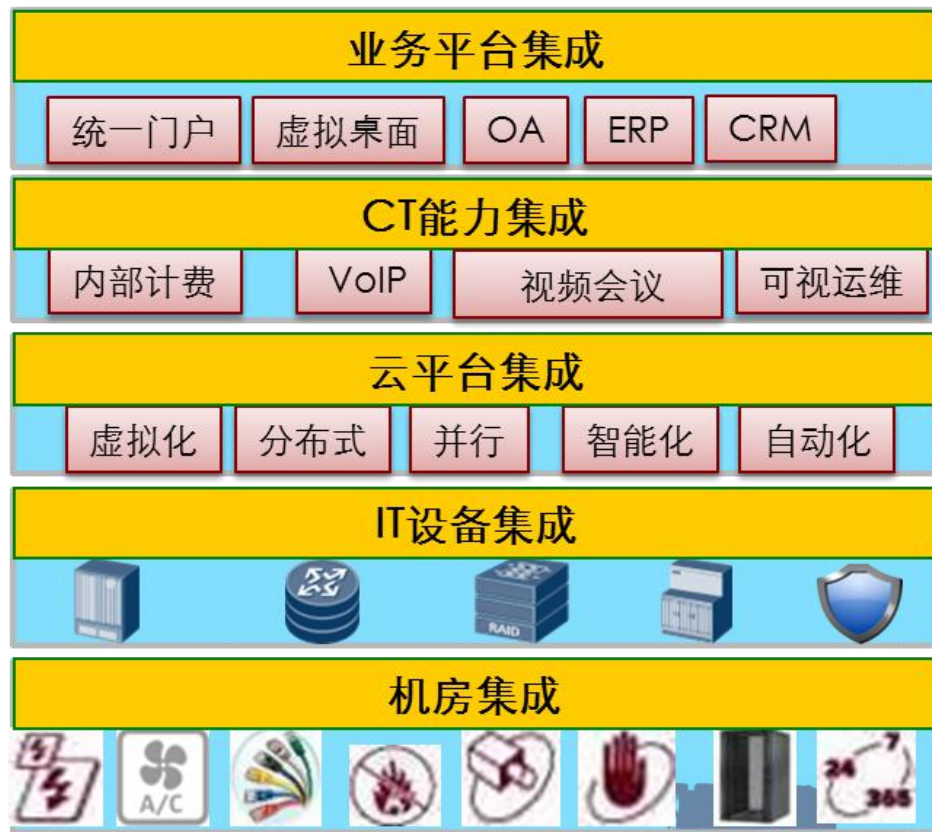 业务平台集成
统一门户 虚拟桌面 OA ERP CRM
CT能力集成
内部计费 VoIP 视频会议 可视运维
云平台集成
虚拟化 分布式 并行 智能化 自动化
IT设备集成
RAID
机房集成
A/C 24 7 365